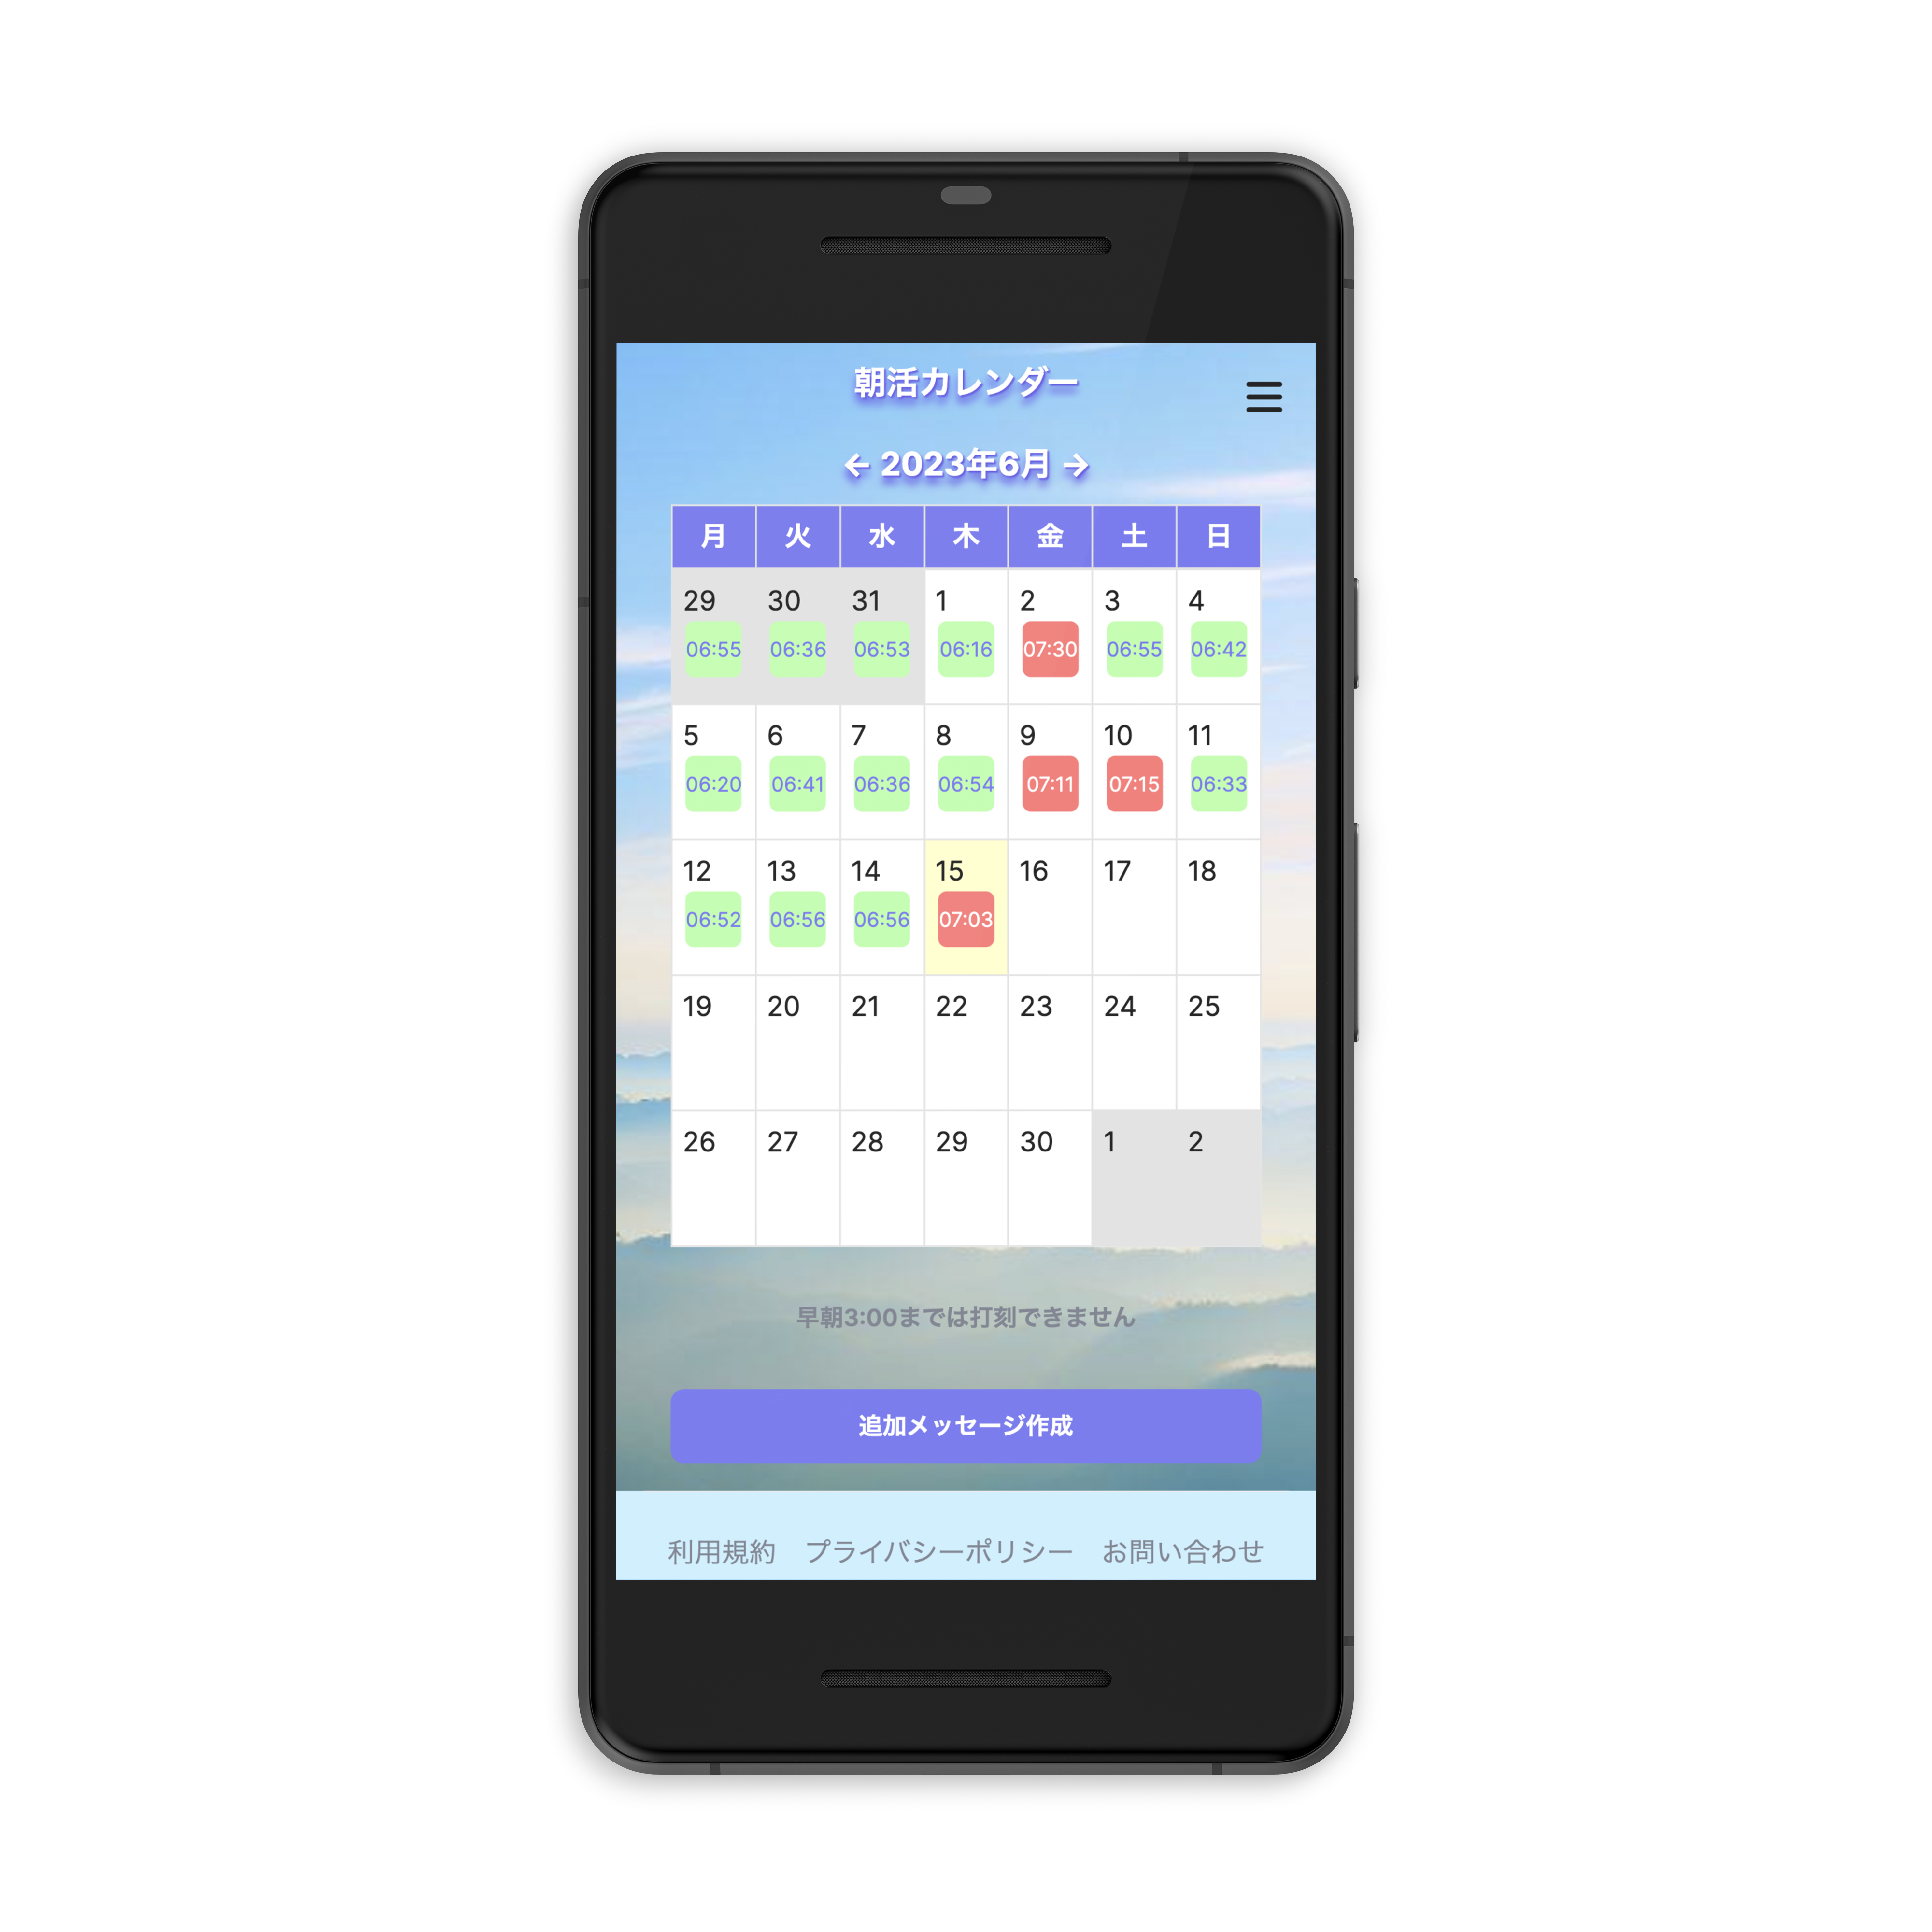 朝活カレンダー
← 2023年6月 →
月 火 水 木 金 土 日
29 30 31 1 2 3 4
06:55 06:36 06:53 06:16 07:30 06:55 06:42
5 6 7 8 9 10 11
06:20 06:41 06:36 06:54 07:11 07:15 06:33
12 13 14 15 16 17 18
06:52 06:56 06:56 07:03
19 20 21 22 23 24 25
26 27 28 29 30 1 2
早朝3:00までは打刻できません
追加メッセージ作成
利用規約 プライバシーポリシー お問い合わせ